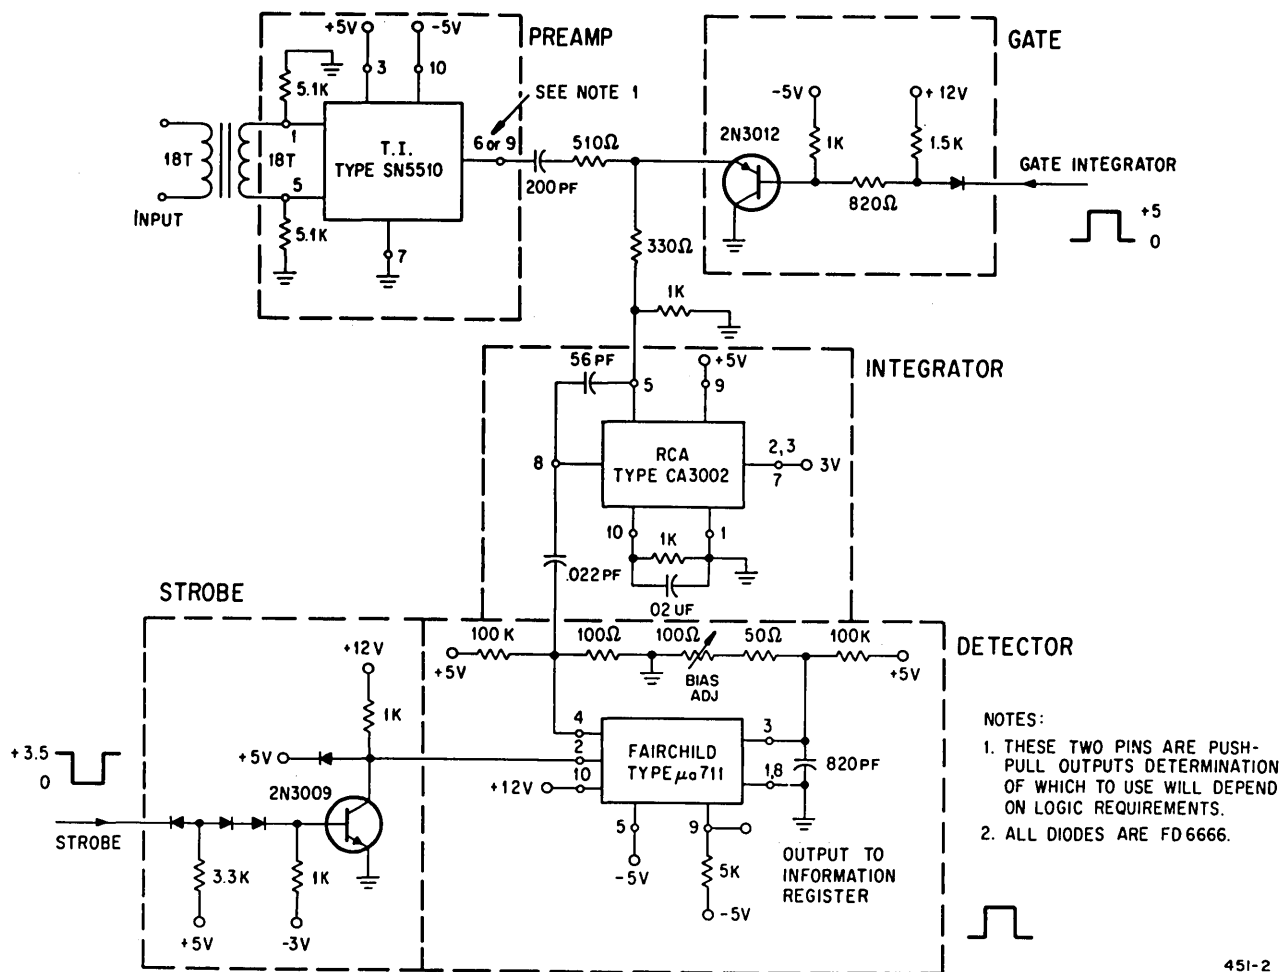 PREAMP
+5V
-5V
3
10
5.1K
SEE NOTE 1
1
18T
18T
T.I.
TYPE SN5510
6 or 9
200 PF
510Ω
5
INPUT
5.1K
7
GATE
-5V
+ 12V
2N3012
1K
1.5K
GATE INTEGRATOR
820Ω
+5
0
330Ω
1K
INTEGRATOR
56 PF
+5V
5
9
8
RCA
TYPE CA3002
2,3
7
3V
10
1
1K
.022 PF
02 UF
STROBE
DETECTOR
100 K
100Ω
100Ω
50Ω
100K
+5V
BIAS
ADJ
+5V
+12V
1K
+3.5
0
+5V
2N3009
STROBE
3.3K
1K
+5V
-3V
4
2
10
+12V
FAIRCHILD
TYPE μa711
3
1,8
820PF
5
9
-5V
5K
-5V
OUTPUT TO
INFORMATION
REGISTER
NOTES:
1. THESE TWO PINS ARE PUSH-
PULL OUTPUTS DETERMINATION
OF WHICH TO USE WILL DEPEND
ON LOGIC REQUIREMENTS.
2. ALL DIODES ARE FD 6666.
451-2